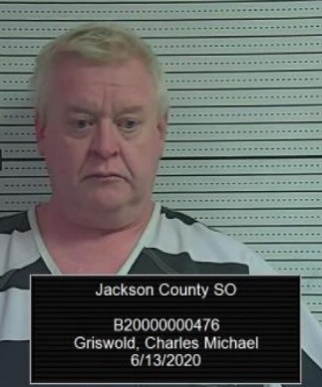 Jackson County SO
B20000000476
Griswold, Charles Michael
6/13/2020